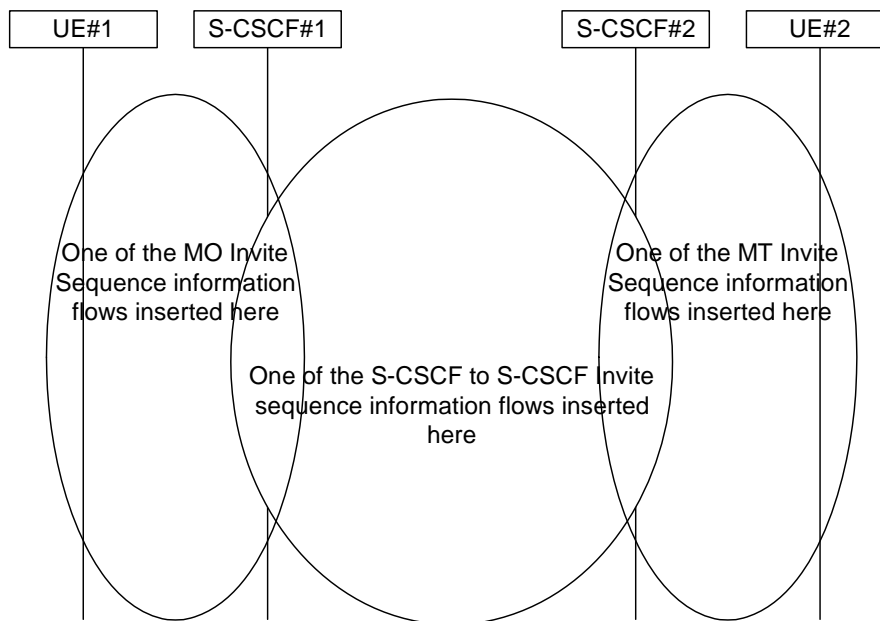 UE#1
S-CSCF#1
S-CSCF#2
UE#2
One of the MO Invite
Sequence information
flows inserted here
One of the MT Invite
Sequence information
flows inserted here
One of the S-CSCF to S-CSCF Invite
sequence information flows inserted
here